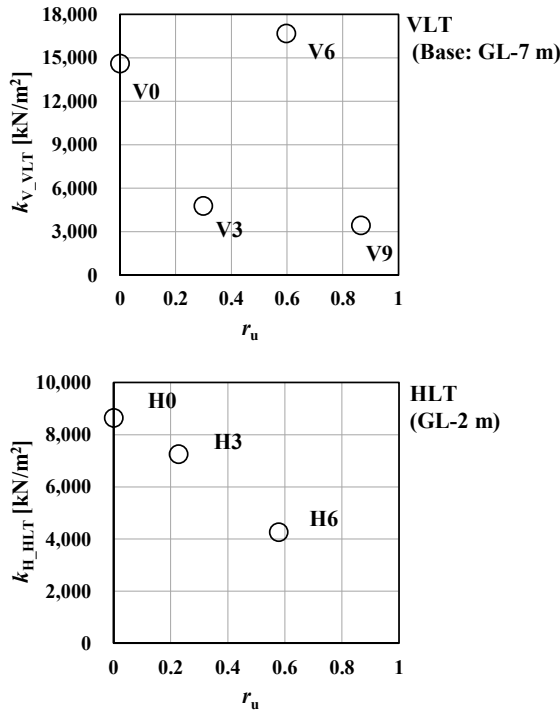 18,000
15,000
12,000
9,000
6,000
3,000
0
k_V_VLT [kN/m²]
V0
V3
V6
V9
0 0.2 0.4 0.6 0.8 1
r_u
VLT
(Base: GL-7 m)
10,000
8,000
6,000
4,000
2,000
0
k_H_HLT [kN/m²]
H0
H3
H6
0 0.2 0.4 0.6 0.8 1
r_u
HLT
(GL-2 m)